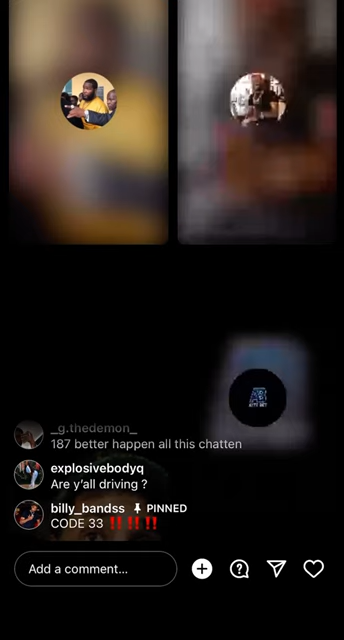 _g.thedemon_
187 better happen all this chatten
explosivebodyq
Are y'all driving ?
billy_bandss PINNED
CODE 33 ‼️ ‼️ ‼️
Add a comment...